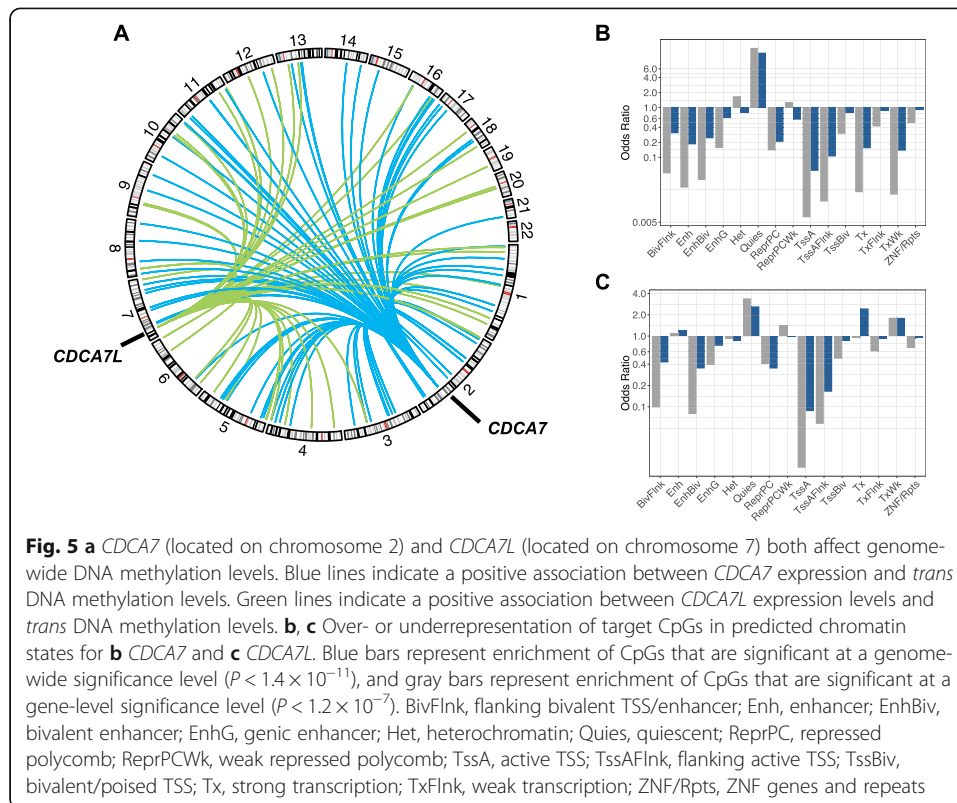 A
1
2
3
4
5
6
7
8
9
10
11
12
13
14
15
16
17
18
19
20
21
22
CDCA7L
CDCA7
B
Odds Ratio
6.0
4.0
2.0
1.0
0.6
0.4
0.2
0.1
0.005
BivFlnk
Enh
EnhBiv
EnhG
Het
Quies
ReprPC
ReprPCWk
TssA
TssAFlnk
TssBiv
Tx
TxFlnk
TxWk
ZNF/Rpts
C
Odds Ratio
4.0
2.0
1.0
0.6
0.4
0.2
0.1
BivFlnk
Enh
EnhBiv
EnhG
Het
Quies
ReprPC
ReprPCWk
TssA
TssAFlnk
TssBiv
Tx
TxFlnk
TxWk
ZNF/Rpts
Fig. 5 a CDCA7 (located on chromosome 2) and CDCA7L (located on chromosome 7) both affect genome-
wide DNA methylation levels. Blue lines indicate a positive association between CDCA7 expression and trans
DNA methylation levels. Green lines indicate a positive association between CDCA7L expression levels and
trans DNA methylation levels. b, c Over- or underrepresentation of target CpGs in predicted chromatin
states for b CDCA7 and c CDCA7L. Blue bars represent enrichment of CpGs that are significant at a genome-
wide significance level (P < 1.4 × 10⁻¹¹), and gray bars represent enrichment of CpGs that are significant at a
gene-level significance level (P < 1.2 × 10⁻⁷). BivFlnk, flanking bivalent TSS/enhancer; Enh, enhancer; EnhBiv,
bivalent enhancer; EnhG, genic enhancer; Het, heterochromatin; Quies, quiescent; ReprPC, repressed
polycomb; ReprPCWk, weak repressed polycomb; TssA, active TSS; TssAFlnk, flanking active TSS; TssBiv,
bivalent/poised TSS; Tx, strong transcription; TxFlnk, weak transcription; ZNF/Rpts, ZNF genes and repeats